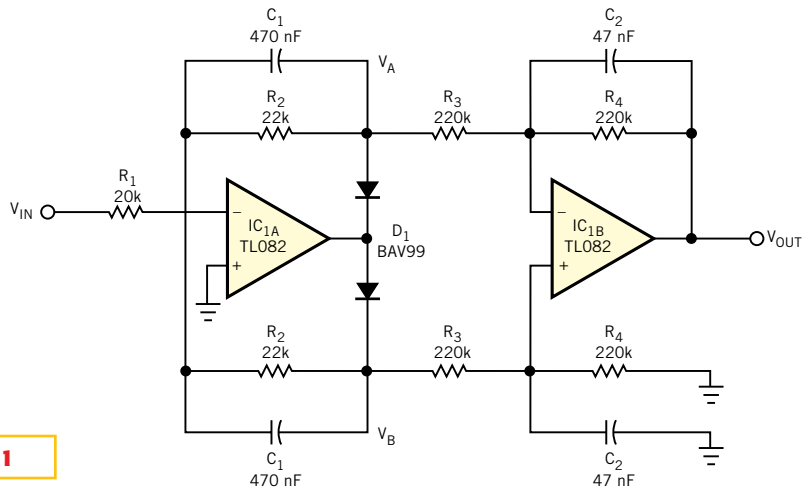 C1
470 nF
VA
C2
47 nF
R2
22k
R3
220k
R4
220k
R1
20k
VIN
−
IC1A
TL082
+
D1
BAV99
−
IC1B
TL082
+
VOUT
R2
22k
R3
220k
R4
220k
VB
C1
470 nF
C2
47 nF
1